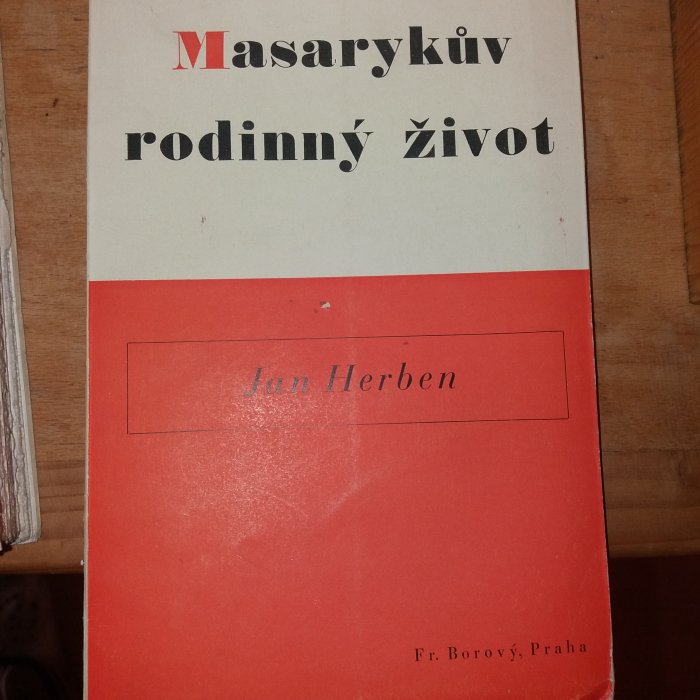 Masarykův
rodinný život
Jan Herben
Fr. Borový, Praha